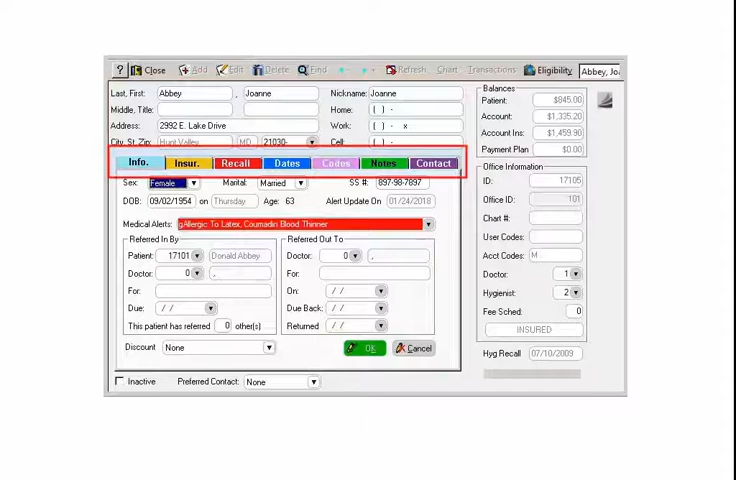 ? Close Add Edit Delete Find Refresh Chart Transactions Eligibility Abbey, Jo
Last, First: Abbey , Joanne Nickname: Joanne
Middle, Title: Home: ( ) -
Address: 2992 E. Lake Drive Work: ( ) - x
City, St. Zip: Hunt Valley MD 21030- Cell: ( ) -
Info. Insur. Recall Dates Codes Notes Contact
Sex: Female Marital: Married SS #: 897-98-7897
DOB: 09/02/1954 on Thursday Age: 63 Alert Update On 01/24/2018
Medical Alerts: gAllergic To Latex, Coumadin Blood Thinner
Referred In By
Patient: 17101 Donald Abbey
Doctor: 0 ,
For:
Due: / /
This patient has referred 0 other(s)
Referred Out To
Doctor: 0 ,
For:
On: / /
Due Back: / /
Returned / /
Discount None OK Cancel
Inactive Preferred Contact: None
Balances
Patient: $845.00
Account: $1,335.20
Account Ins: $1,459.90
Payment Plan $0.00
Office Information
ID: 17105
Office ID: 101
Chart #:
User Codes:
Acct Codes: M
Doctor: 1
Hygienist: 2
Fee Sched: 0
INSURED
Hyg Recall 07/10/2009